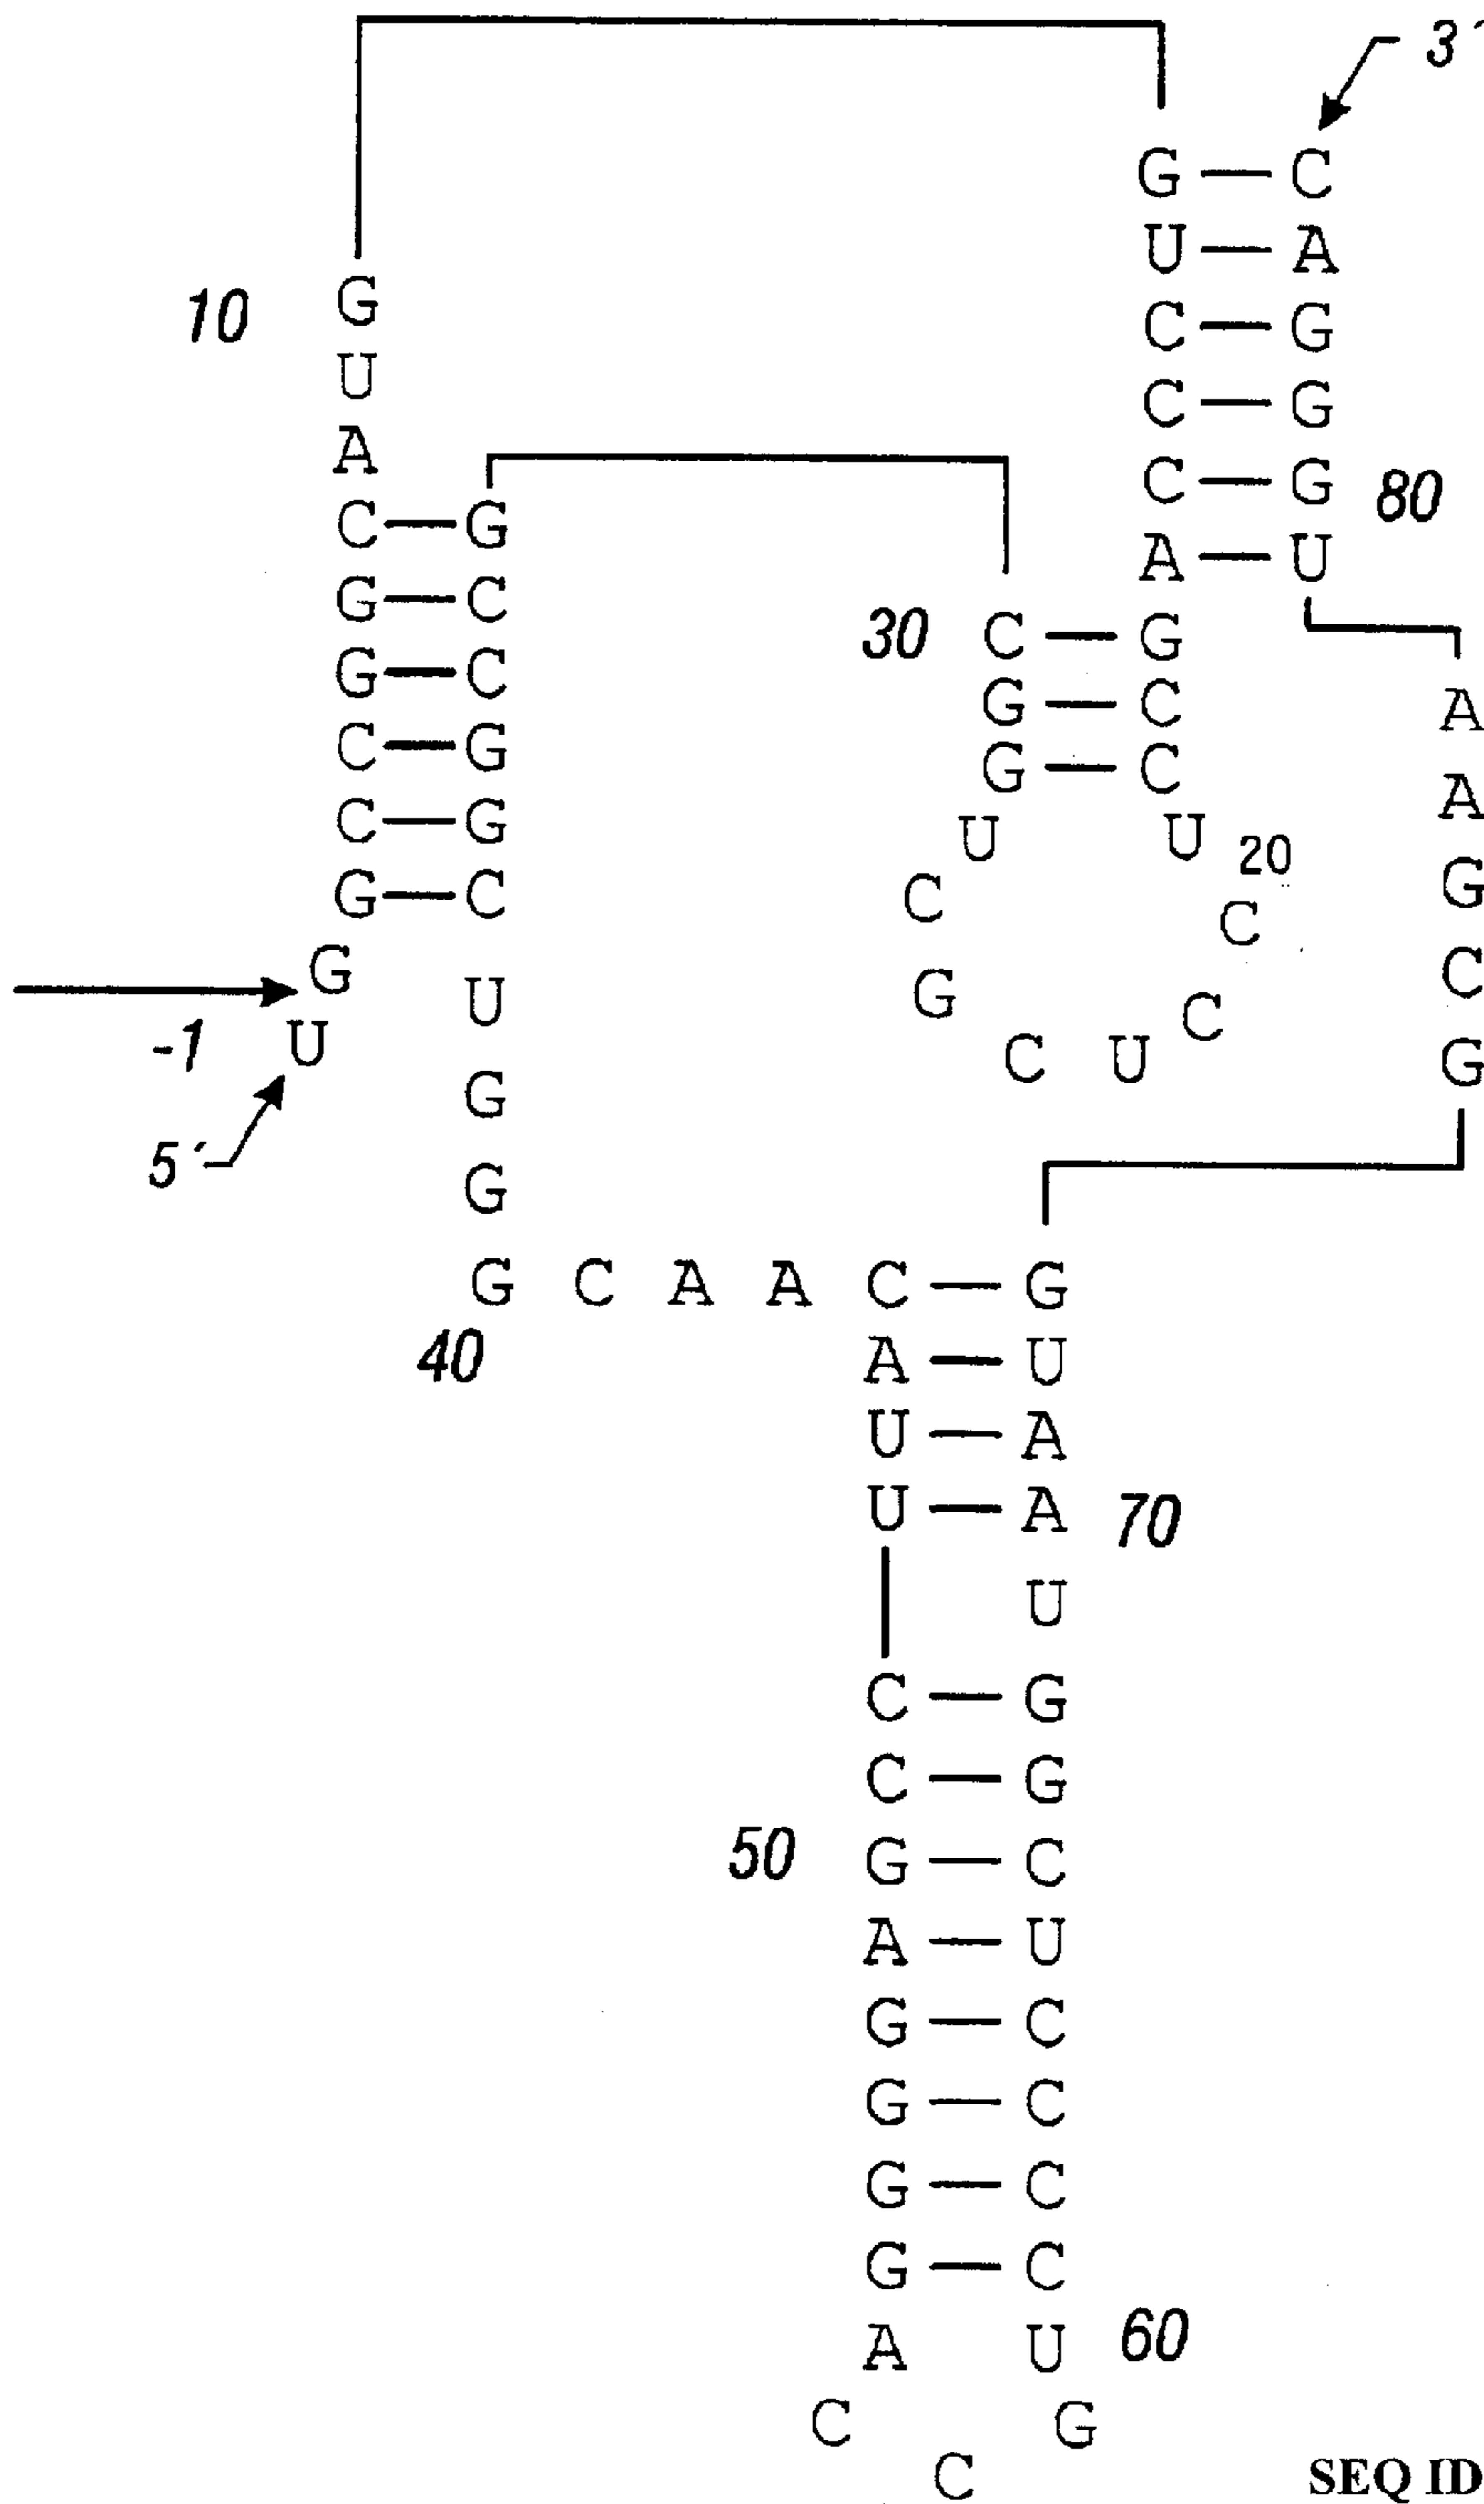 3´
G C
U A
10 G C G
U C G
A C G 80
C G A U
G C 30 C G
G C G C A
C G G C A
C G U U 20 G
G C C C C
G U G C G
-1 U C U
5´ G
G
G C A A C G
40 A U
U A
U A 70
U
C G
C G
50 G C
A U
G C
G C
G C
G C
A U 60
C G
C
SEQ ID